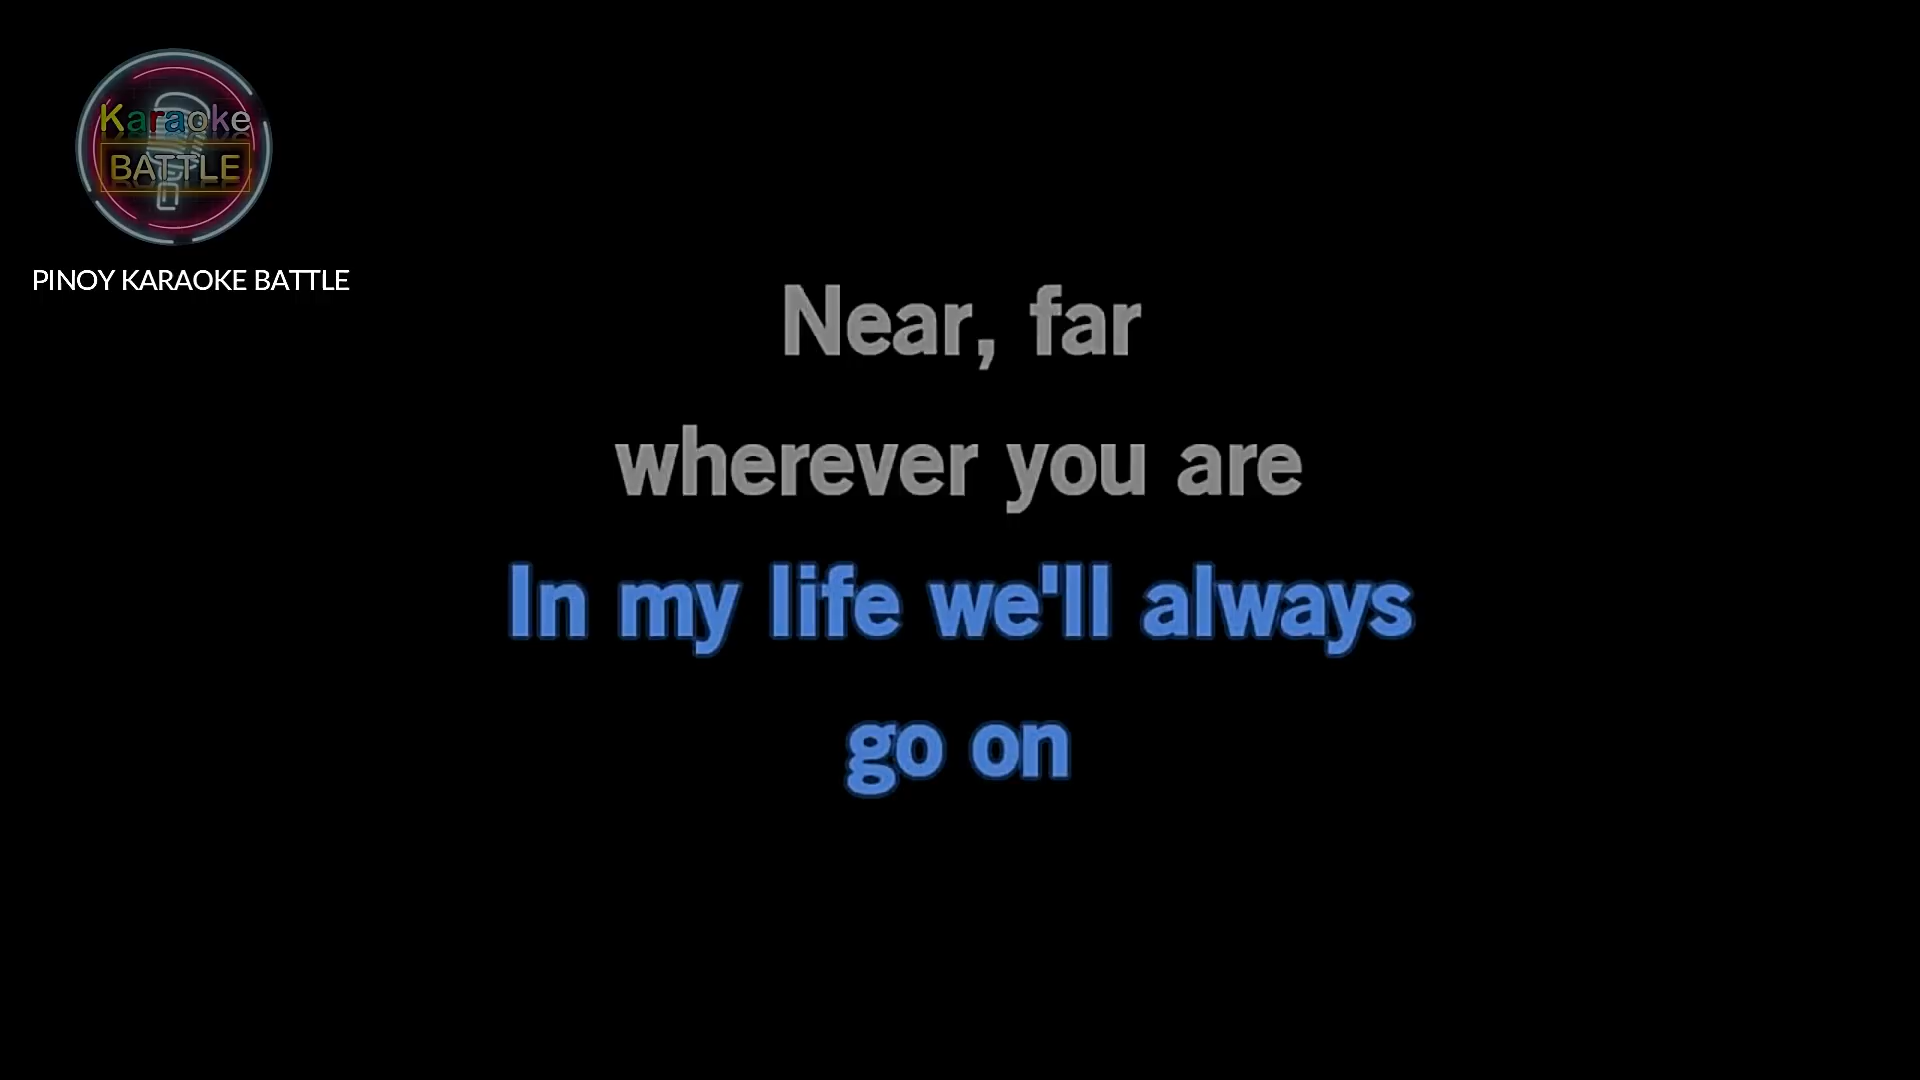 Karaoke
BATTLE
PINOY KARAOKE BATTLE
Near, far
wherever you are
In my life we'll always
go on